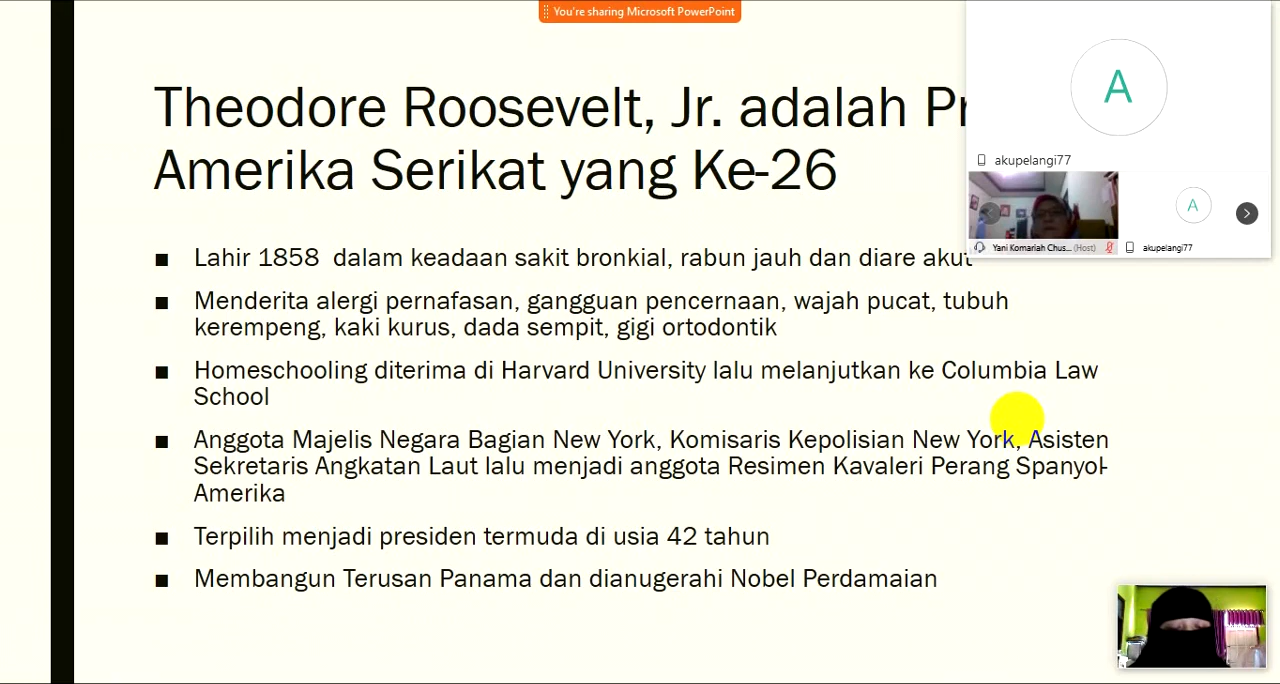 You're sharing Microsoft PowerPoint
A
akupelangi77
Yani Komariah Chus... (Host)
A
akupelangi77
Theodore Roosevelt, Jr. adalah
Amerika Serikat yang Ke-26
■ Lahir 1858 dalam keadaan sakit bronkial, rabun jauh dan diare akut
■ Menderita alergi pernafasan, gangguan pencernaan, wajah pucat, tubuh
kerempeng, kaki kurus, dada sempit, gigi ortodontik
■ Homeschooling diterima di Harvard University lalu melanjutkan ke Columbia Law
School
■ Anggota Majelis Negara Bagian New York, Komisaris Kepolisian New York, Asisten
Sekretaris Angkatan Laut lalu menjadi anggota Resimen Kavaleri Perang Spanyol-
Amerika
■ Terpilih menjadi presiden termuda di usia 42 tahun
■ Membangun Terusan Panama dan dianugerahi Nobel Perdamaian